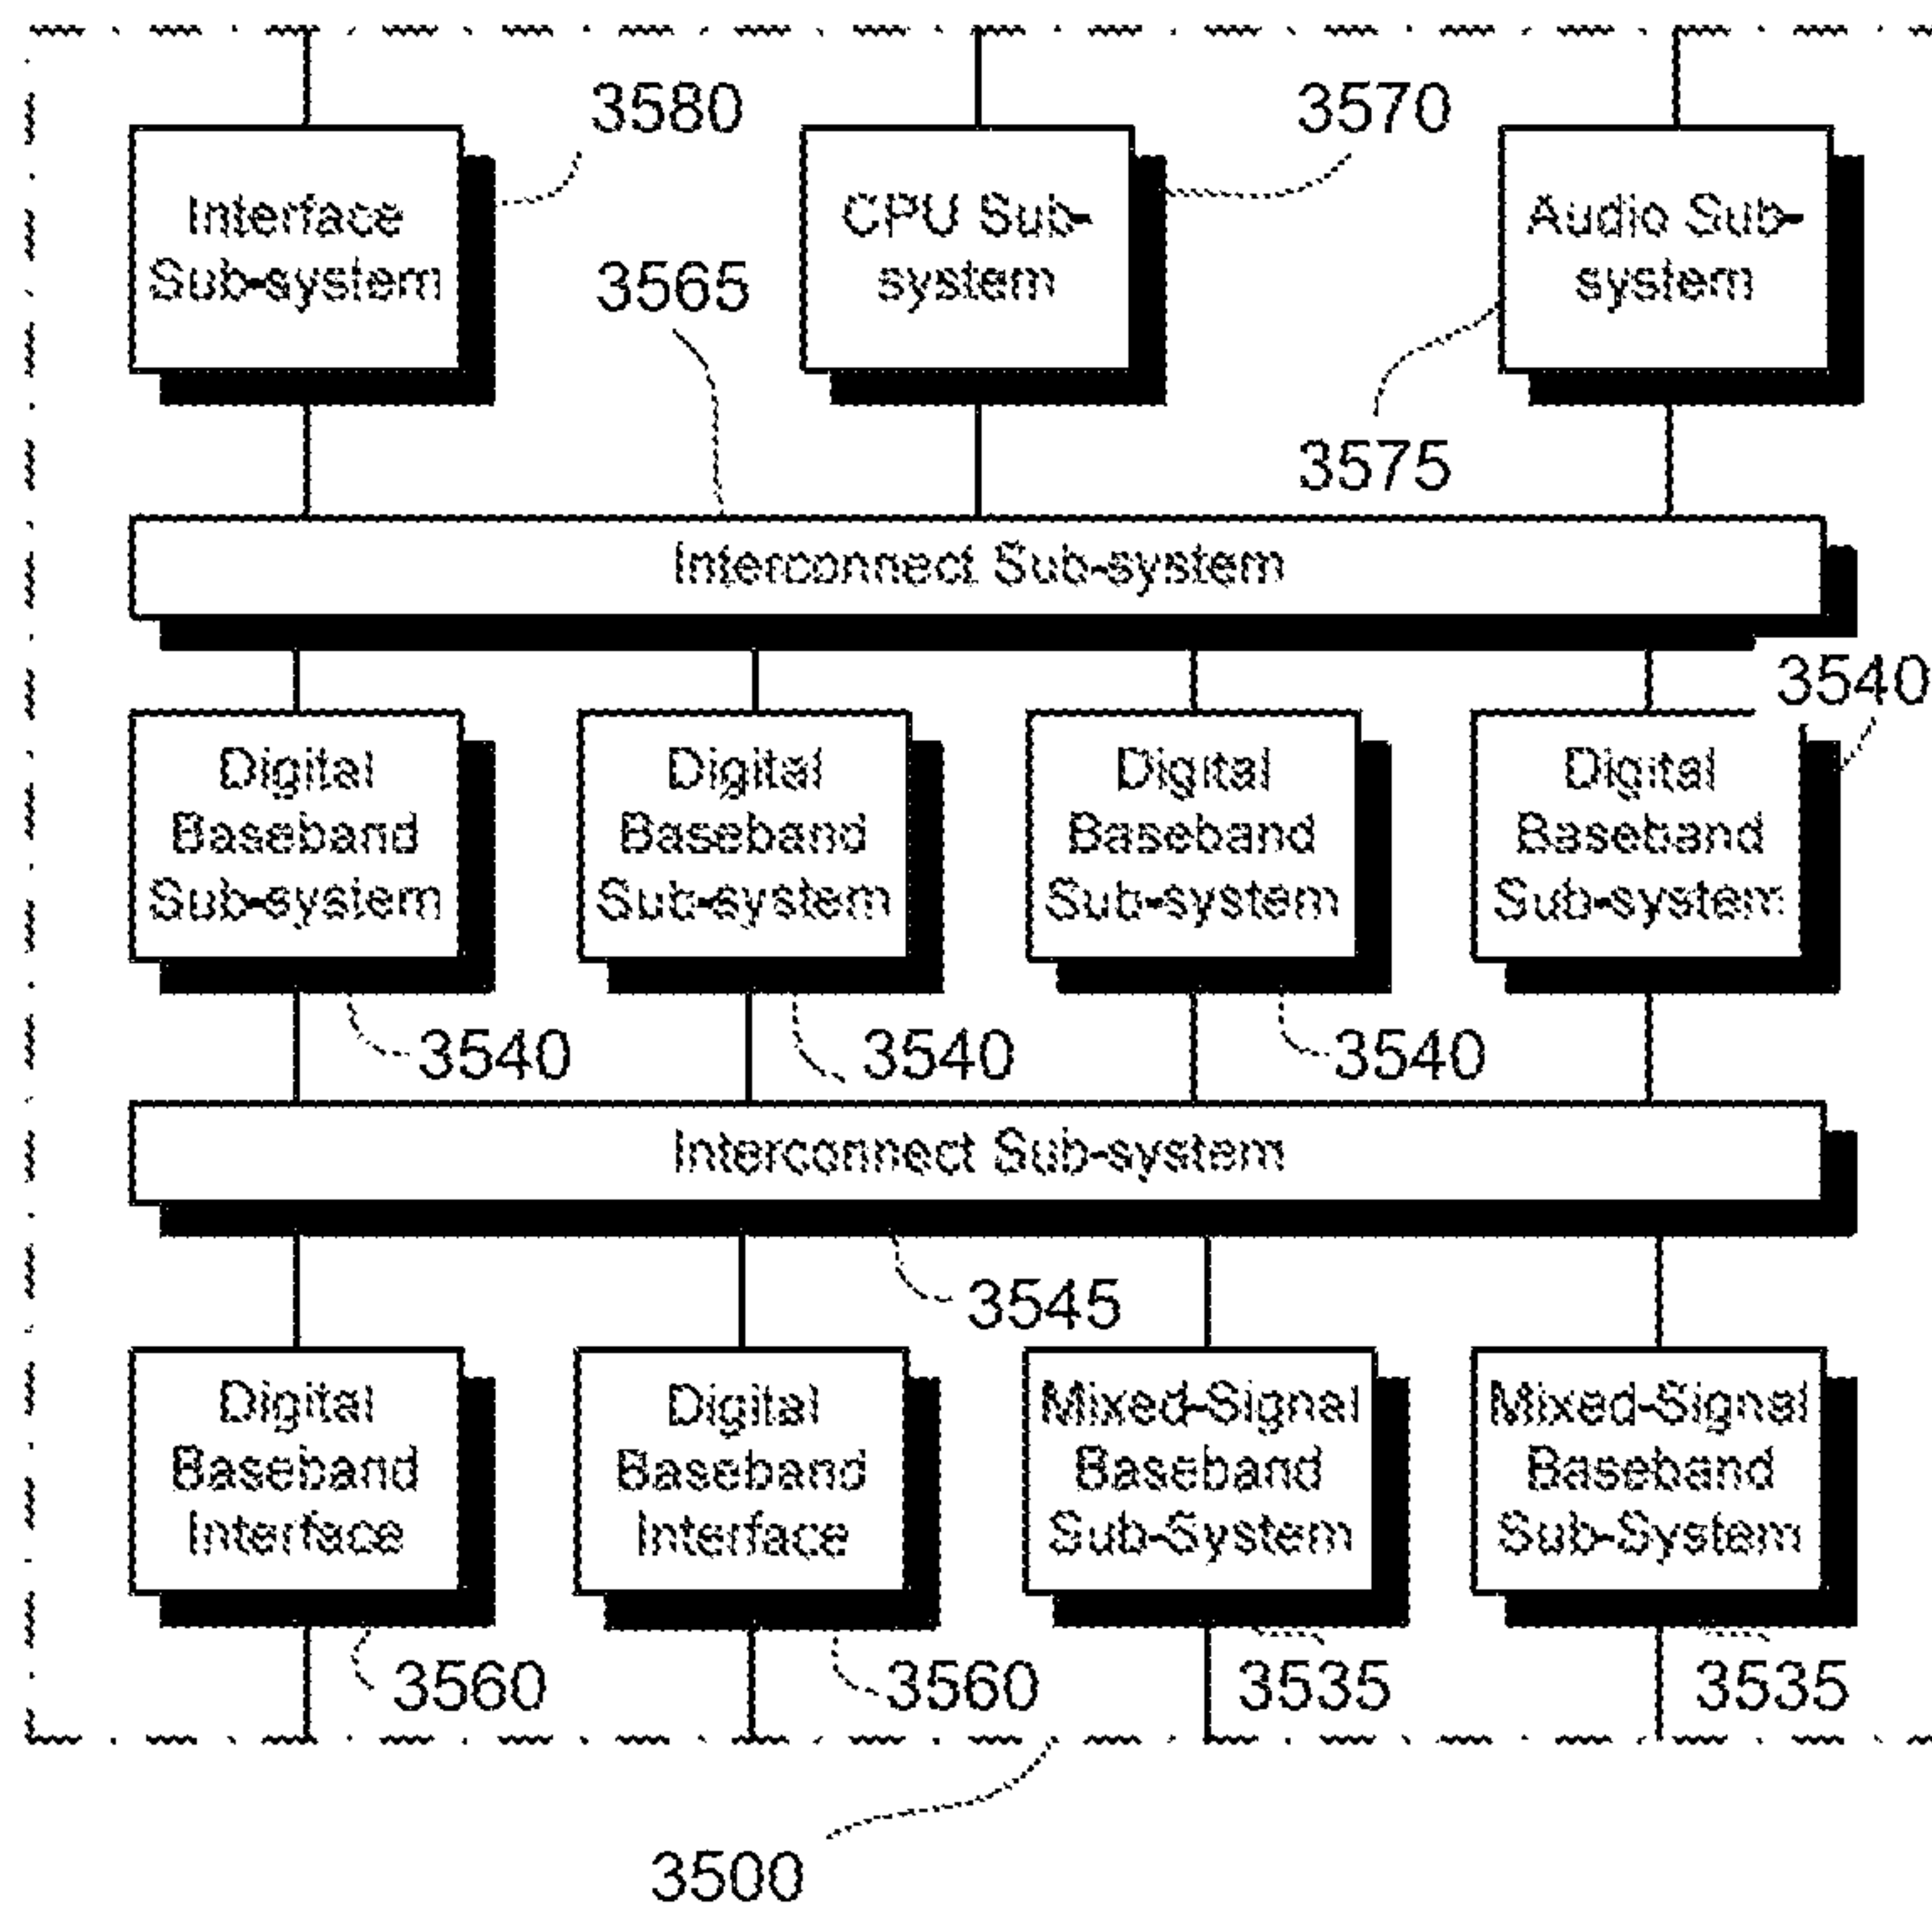 3580
3570
Interface
Sub-system
CPU Sub-
system
Audio Sub-
system
3565
3575
Interconnect Sub-system
3540
Digital
Baseband
Sub-system
Digital
Baseband
Sub-system
Digital
Baseband
Sub-system
Digital
Baseband
Sub-system
3540
3540
3540
Interconnect Sub-system
3545
Digital
Baseband
Interface
Digital
Baseband
Interface
Mixed-Signal
Baseband
Sub-System
Mixed-Signal
Baseband
Sub-System
3560
3560
3535
3535
3500